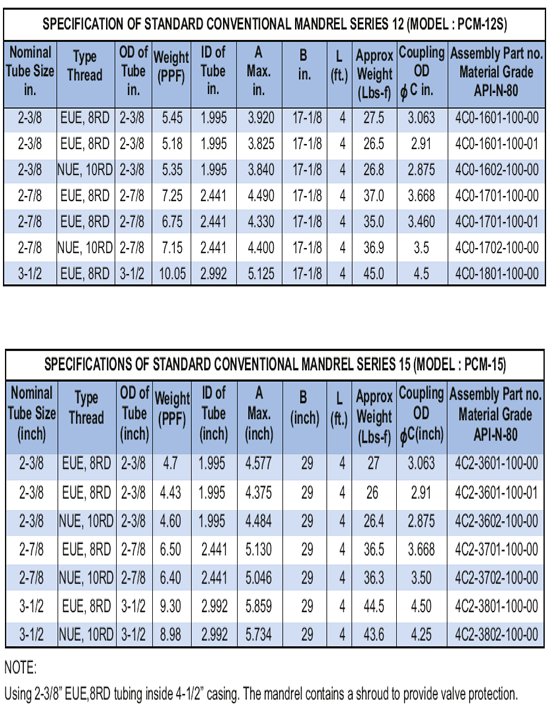 SPECIFICATION OF STANDARD CONVENTIONAL MANDREL SERIES 12 (MODEL : PCM-12S)
Nominal Tube Size in. Type Thread OD of Tube in. Weight (PPF) ID of Tube in. A Max. in. B in. L (ft.) Approx Weight (Lbs-f) Coupling OD ϕ C in. Assembly Part no. Material Grade API-N-80
2-3/8 EUE, 8RD 2-3/8 5.45 1.995 3.920 17-1/8 4 27.5 3.063 4C0-1601-100-00
2-3/8 EUE, 8RD 2-3/8 5.18 1.995 3.825 17-1/8 4 26.5 2.91 4C0-1601-100-01
2-3/8 NUE, 10RD 2-3/8 5.35 1.995 3.840 17-1/8 4 26.8 2.875 4C0-1602-100-00
2-7/8 EUE, 8RD 2-7/8 7.25 2.441 4.490 17-1/8 4 37.0 3.668 4C0-1701-100-00
2-7/8 EUE, 8RD 2-7/8 6.75 2.441 4.330 17-1/8 4 35.0 3.460 4C0-1701-100-01
2-7/8 NUE, 10RD 2-7/8 7.15 2.441 4.400 17-1/8 4 36.9 3.5 4C0-1702-100-00
3-1/2 EUE, 8RD 3-1/2 10.05 2.992 5.125 17-1/8 4 45.0 4.5 4C0-1801-100-00
SPECIFICATIONS OF STANDARD CONVENTIONAL MANDREL SERIES 15 (MODEL : PCM-15)
Nominal Tube Size (inch) Type Thread OD of Tube (inch) Weight (PPF) ID of Tube (inch) A Max. (inch) B (inch) L (ft.) Approx Weight (Lbs-f) Coupling OD ϕC(inch) Assembly Part no. Material Grade API-N-80
2-3/8 EUE, 8RD 2-3/8 4.7 1.995 4.577 29 4 27 3.063 4C2-3601-100-00
2-3/8 EUE, 8RD 2-3/8 4.43 1.995 4.375 29 4 26 2.91 4C2-3601-100-01
2-3/8 NUE, 10RD 2-3/8 4.60 1.995 4.484 29 4 26.4 2.875 4C2-3602-100-00
2-7/8 EUE, 8RD 2-7/8 6.50 2.441 5.130 29 4 36.5 3.668 4C2-3701-100-00
2-7/8 NUE, 10RD 2-7/8 6.40 2.441 5.046 29 4 36.3 3.50 4C2-3702-100-00
3-1/2 EUE, 8RD 3-1/2 9.30 2.992 5.859 29 4 44.5 4.50 4C2-3801-100-00
3-1/2 NUE, 10RD 3-1/2 8.98 2.992 5.734 29 4 43.6 4.25 4C2-3802-100-00
NOTE:
Using 2-3/8” EUE,8RD tubing inside 4-1/2” casing. The mandrel contains a shroud to provide valve protection.